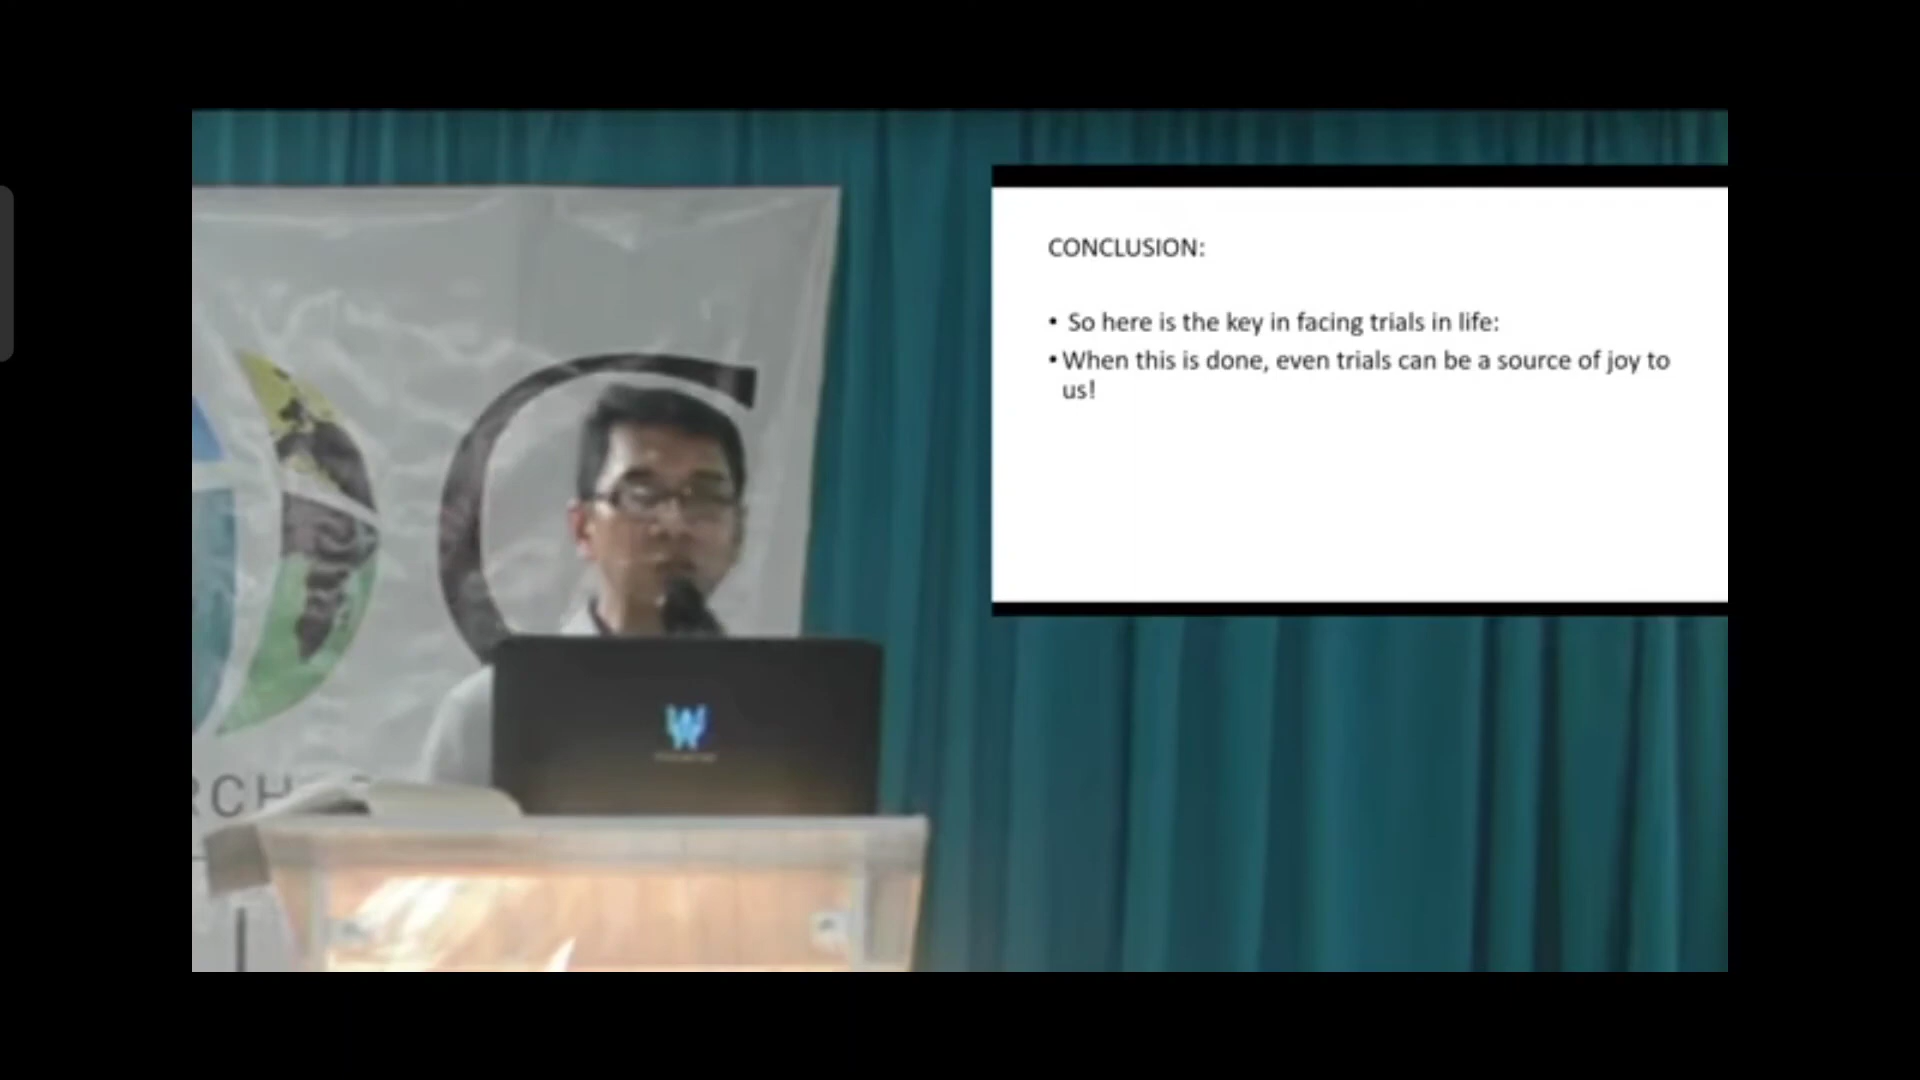 CONCLUSION:
• So here is the key in facing trials in life:
• When this is done, even trials can be a source of joy to
us!
C
RCH
W